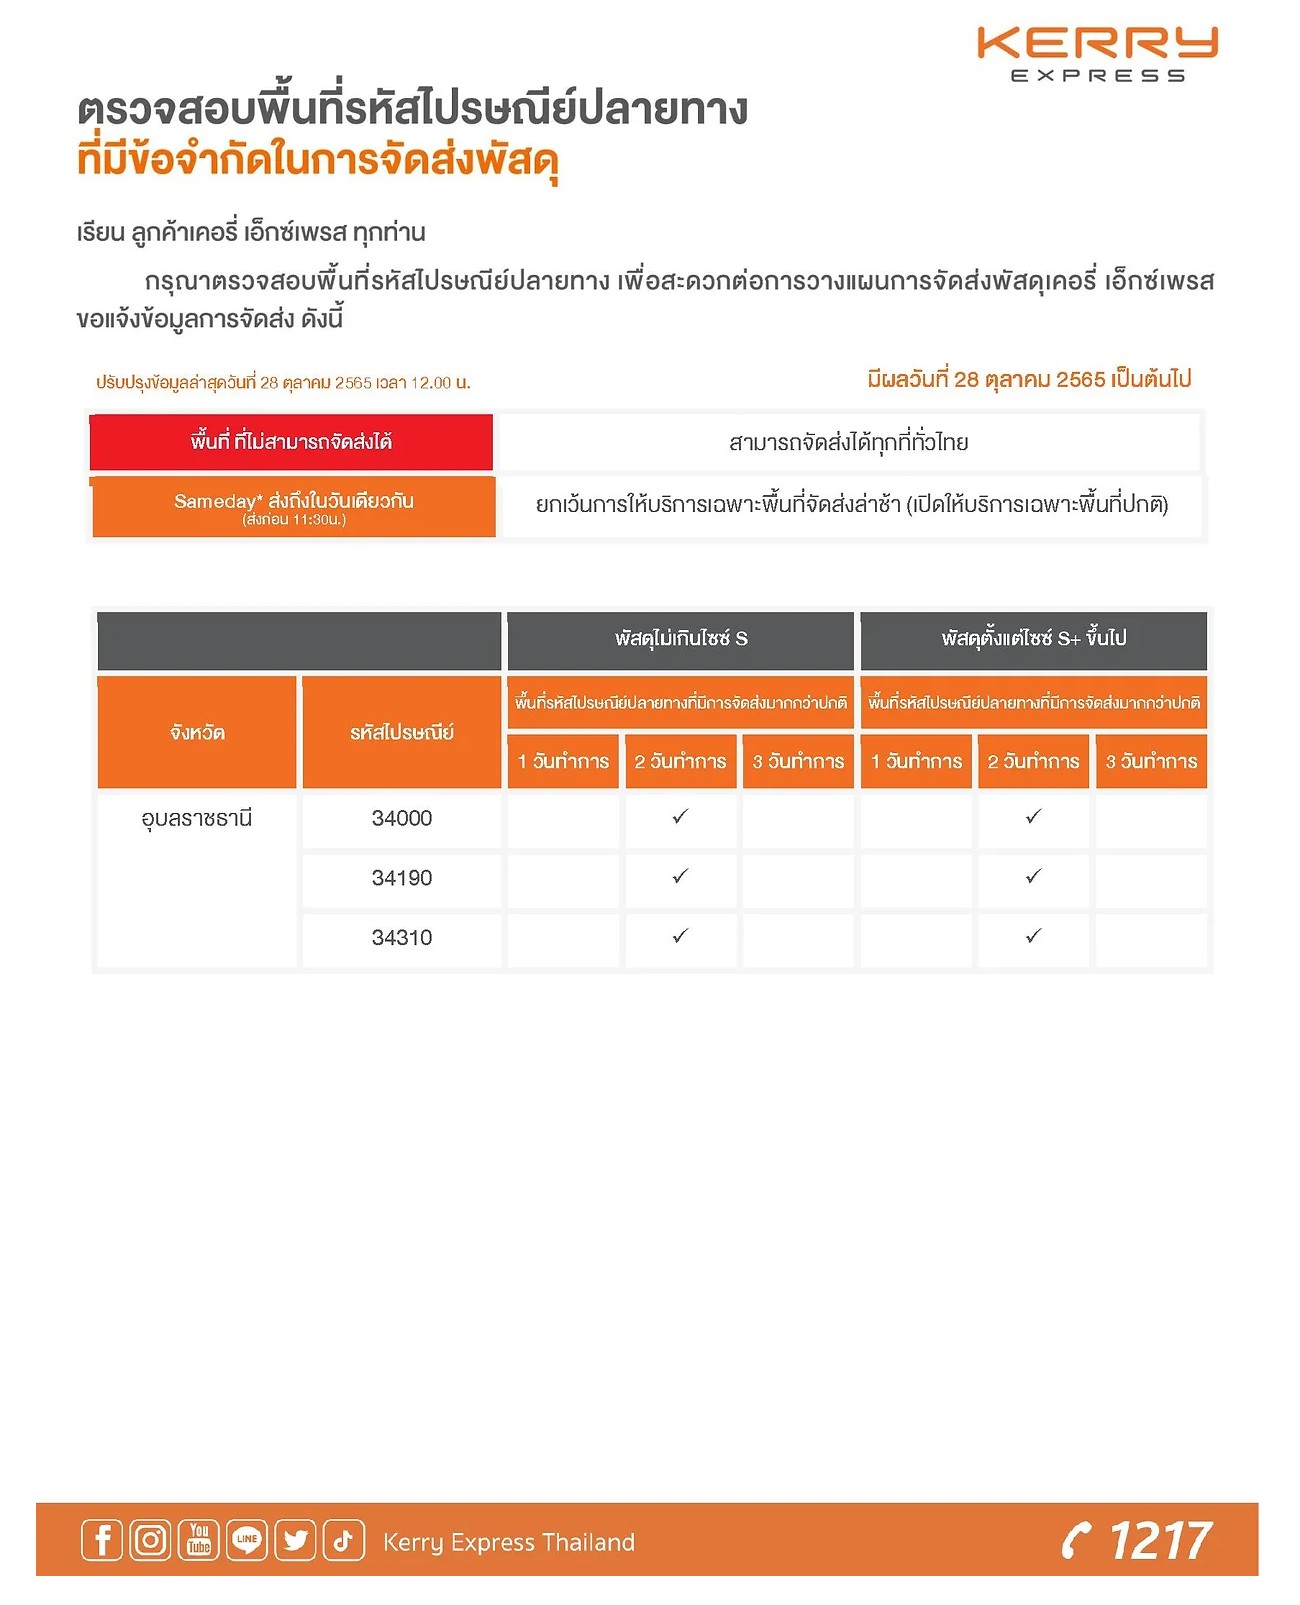 KERRY
EXPRESS
ตรวจสอบพื้นที่รหัสไปรษณีย์ปลายทาง
ที่มีข้อจำกัดในการจัดส่งพัสดุ
เรียน ลูกค้าเคอรี่ เอ็กซ์เพรส ทุกท่าน
กรุณาตรวจสอบพื้นที่รหัสไปรษณีย์ปลายทาง เพื่อสะดวกต่อการวางแผนการจัดส่งพัสดุเคอรี่ เอ็กซ์เพรส
ขอแจ้งข้อมูลการจัดส่ง ดังนี้
ปรับปรุงข้อมูลล่าสุดวันที่ 28 ตุลาคม 2565 เวลา 12.00 น.
มีผลวันที่ 28 ตุลาคม 2565 เป็นต้นไป
พื้นที่ ที่ไม่สามารถจัดส่งได้
สามารถจัดส่งได้ทุกที่ทั่วไทย
Sameday* ส่งถึงในวันเดียวกัน
(ส่งก่อน 11:30น.)
ยกเว้นการให้บริการเฉพาะพื้นที่จัดส่งล่าช้า (เปิดให้บริการเฉพาะพื้นที่ปกติ)
พัสดุไม่เกินไซซ์ S
พัสดุตั้งแต่ไซซ์ S+ ขึ้นไป
จังหวัด
รหัสไปรษณีย์
พื้นที่รหัสไปรษณีย์ปลายทางที่มีการจัดส่งมากกว่าปกติ
พื้นที่รหัสไปรษณีย์ปลายทางที่มีการจัดส่งมากกว่าปกติ
1 วันทำการ 2 วันทำการ 3 วันทำการ 1 วันทำการ 2 วันทำการ 3 วันทำการ
อุบลราชธานี 34000 ✓ ✓
34190 ✓ ✓
34310 ✓ ✓
You
Tube
LINE
Kerry Express Thailand
1217